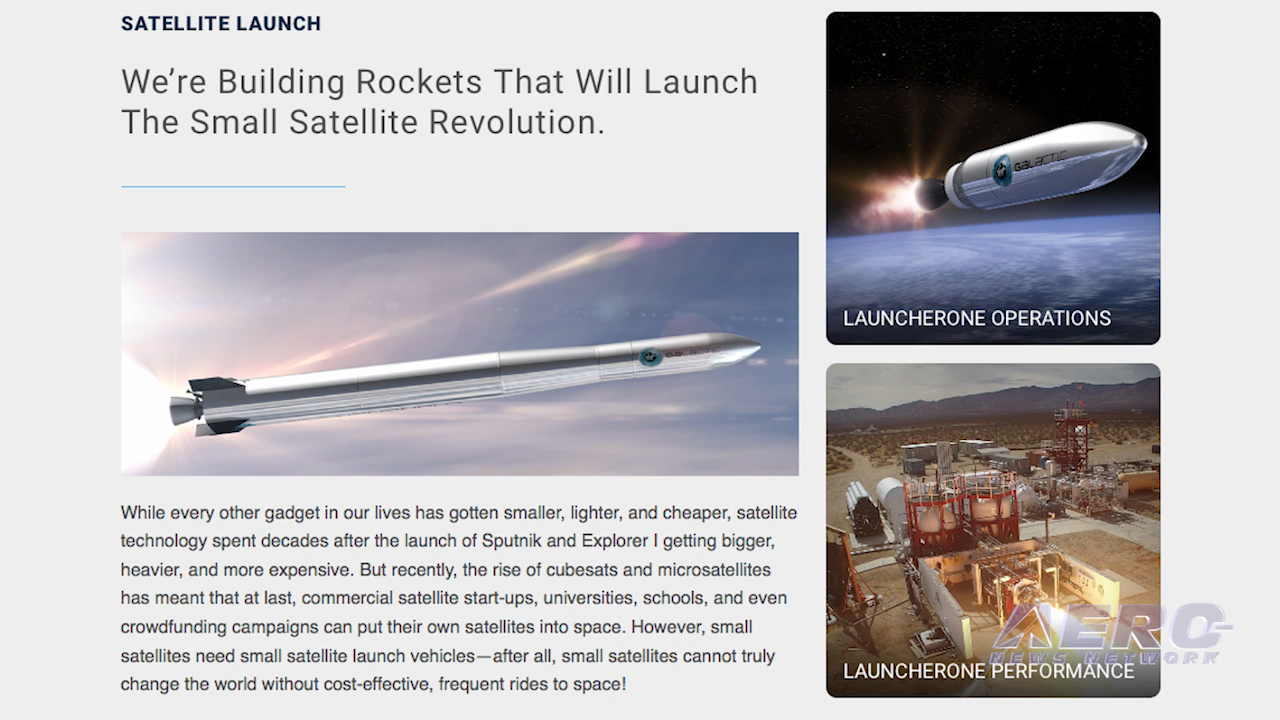 SATELLITE LAUNCH
We’re Building Rockets That Will Launch
The Small Satellite Revolution.
GALACTIC
LAUNCHERONE OPERATIONS
GALACTIC
While every other gadget in our lives has gotten smaller, lighter, and cheaper, satellite
technology spent decades after the launch of Sputnik and Explorer I getting bigger,
heavier, and more expensive. But recently, the rise of cubesats and microsatellites
has meant that at last, commercial satellite start-ups, universities, schools, and even
crowdfunding campaigns can put their own satellites into space. However, small
satellites need small satellite launch vehicles—after all, small satellites cannot truly
change the world without cost-effective, frequent rides to space!
AERO
NEWS NETWORK
LAUNCHERONE PERFORMANCE